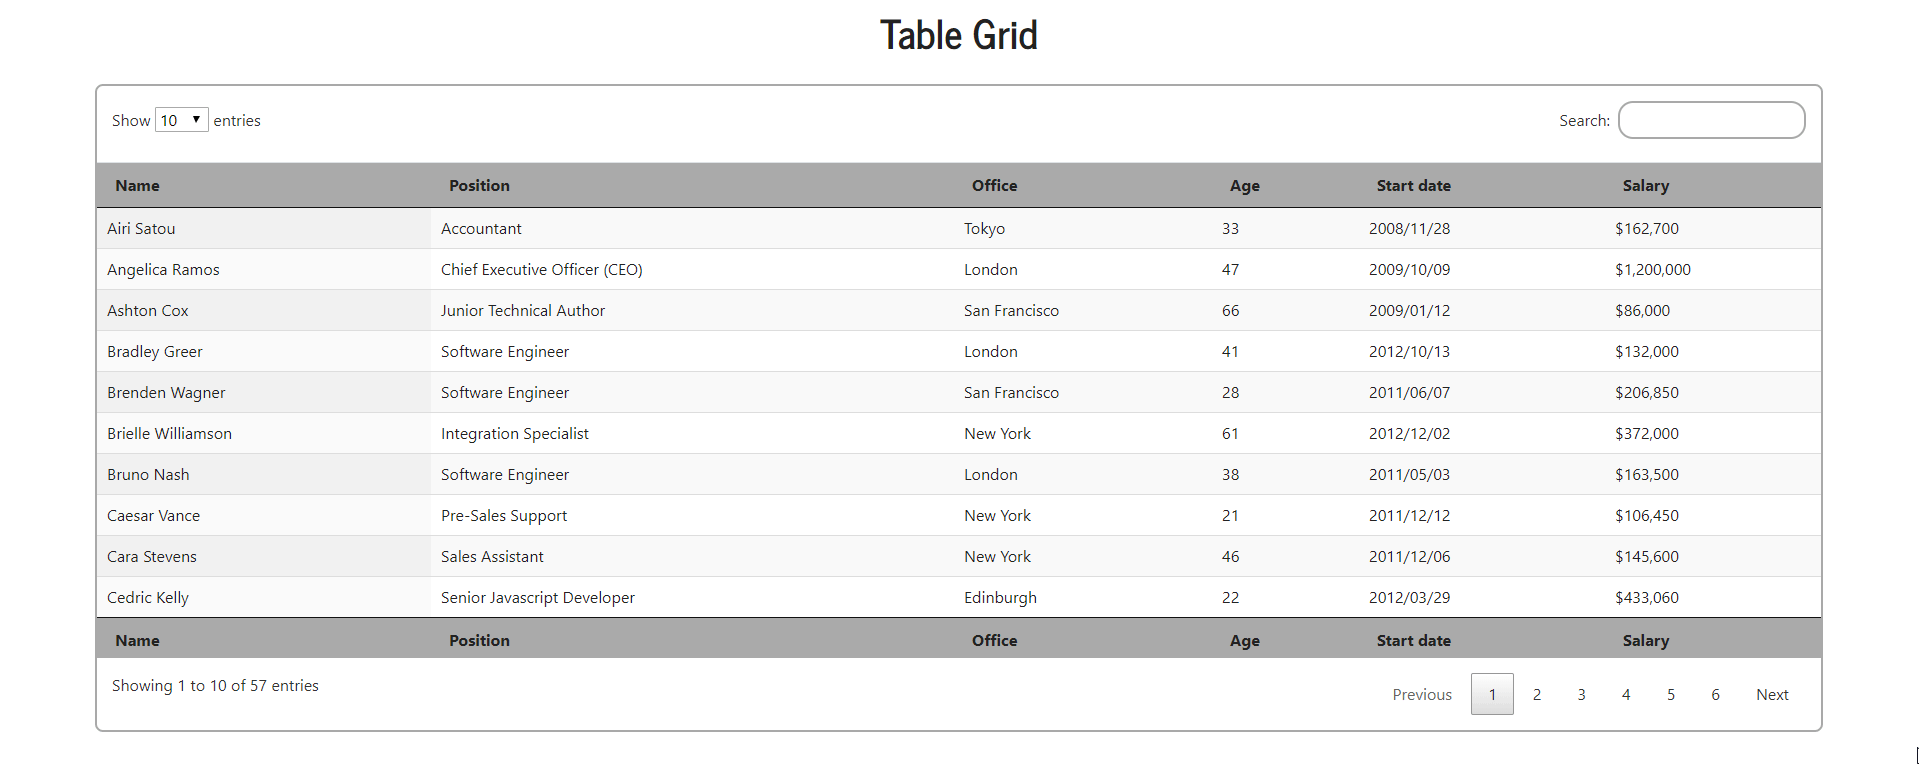 Table Grid
Show 10 entries Search:
Name Position Office Age Start date Salary
Airi Satou Accountant Tokyo 33 2008/11/28 $162,700
Angelica Ramos Chief Executive Officer (CEO) London 47 2009/10/09 $1,200,000
Ashton Cox Junior Technical Author San Francisco 66 2009/01/12 $86,000
Bradley Greer Software Engineer London 41 2012/10/13 $132,000
Brenden Wagner Software Engineer San Francisco 28 2011/06/07 $206,850
Brielle Williamson Integration Specialist New York 61 2012/12/02 $372,000
Bruno Nash Software Engineer London 38 2011/05/03 $163,500
Caesar Vance Pre-Sales Support New York 21 2011/12/12 $106,450
Cara Stevens Sales Assistant New York 46 2011/12/06 $145,600
Cedric Kelly Senior Javascript Developer Edinburgh 22 2012/03/29 $433,060
Name Position Office Age Start date Salary
Showing 1 to 10 of 57 entries
Previous 1 2 3 4 5 6 Next